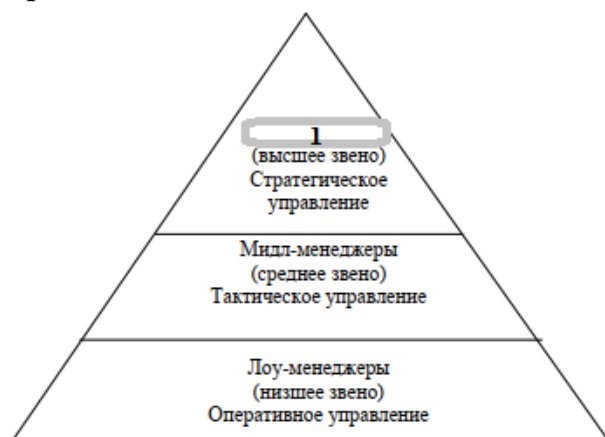 1
(высшее звено)
Стратегическое
управление
Мидл-менеджеры
(среднее звено)
Тактическое управление
Лоу-менеджеры
(низшее звено)
Оперативное управление